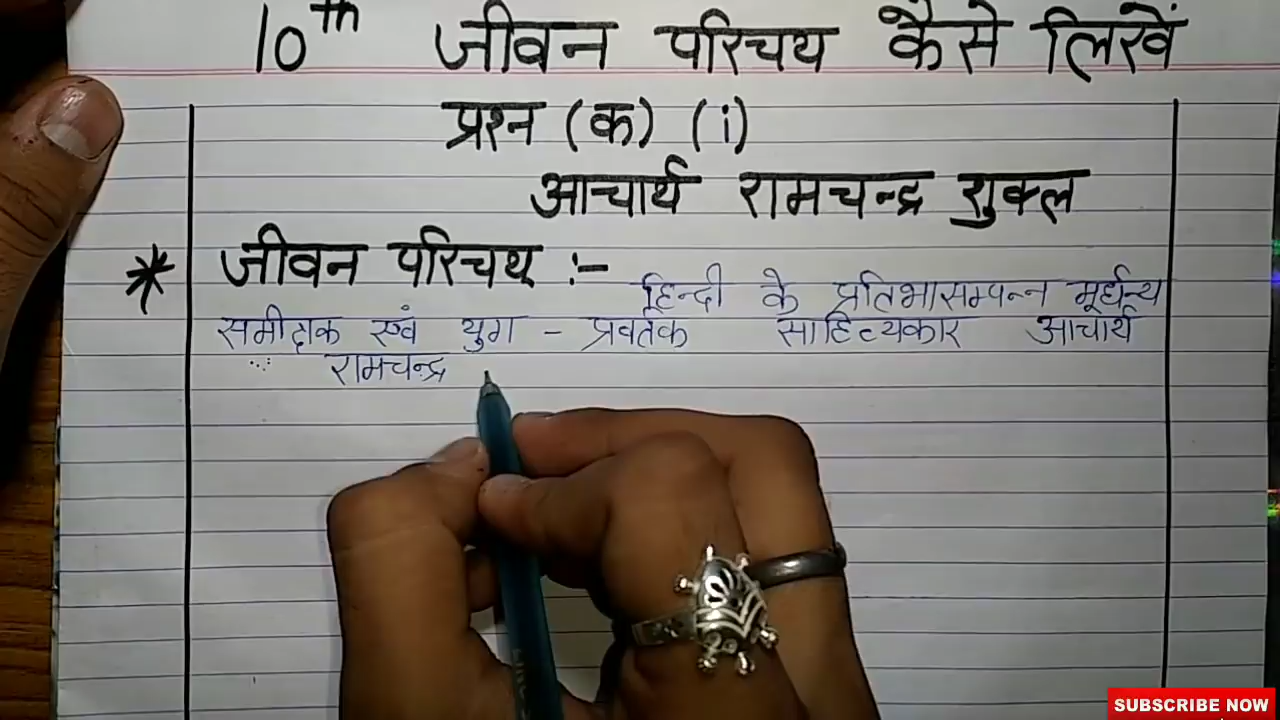 10th जीवन परिचय कैसे लिखें
प्रश्न (क) (i)
आचार्य रामचन्द्र शुक्ल
* जीवन परिचय :-
हिन्दी के प्रतिभासम्पन्न मूर्धन्य
समीक्षक एवं युग - प्रवर्तक साहित्यकार आचार्य
रामचन्द्र
SUBSCRIBE NOW